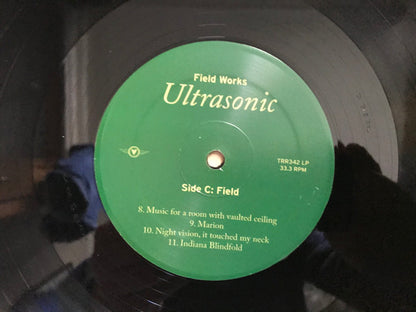 Field Works
Ultrasonic
TRR342 LP
33.3 RPM
Side C: Field
8. Music for a room with vaulted ceiling
9. Marion
10. Night vision, it touched my neck
11. Indiana Blindfold